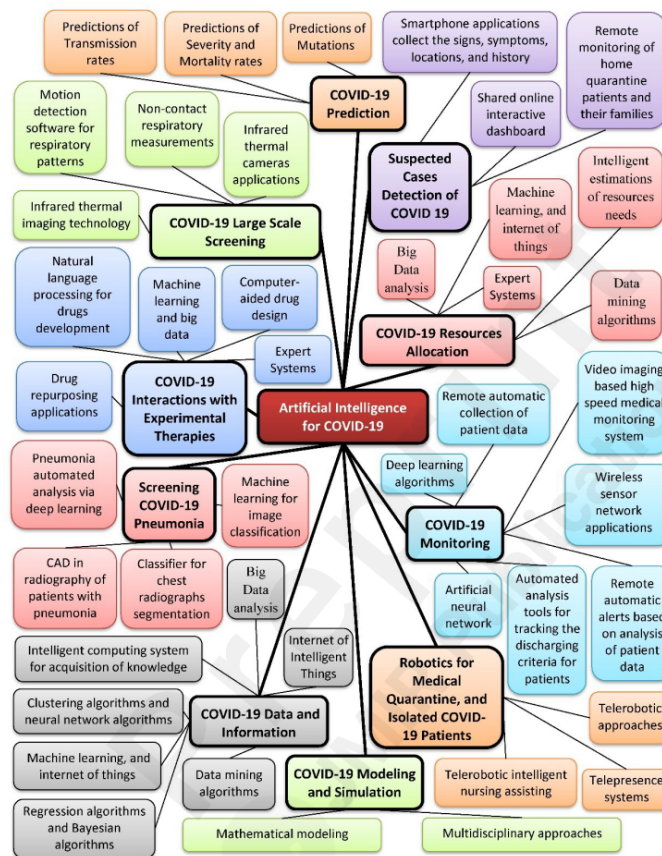 Predictions of
Transmission
rates
Predictions of
Severity and
Mortality rates
Predictions of
Mutations
Smartphone applications
collect the signs, symptoms,
locations, and history
Remote
monitoring of
home
quarantine
patients and
their families
COVID-19
Prediction
Shared online
interactive
dashboard
Motion
detection
software for
respiratory
patterns
Non-contact
respiratory
measurements
Infrared
thermal
cameras
applications
Suspected Cases
Detection of
COVID 19
Intelligent
estimations
of resources
needs
Machine
learning, and
internet of
things
Infrared thermal
imaging technology
COVID-19 Large Scale
Screening
Big
Data
analysis
Expert
Systems
Data
mining
algorithms
Natural
language
processing for
drugs
development
Machine
learning
and big
data
Computer-
aided drug
design
Expert
Systems
COVID-19 Resources
Allocation
Drug
repurposing
applications
COVID-19
Interactions with
Experimental
Therapies
Artificial Intelligence
for COVID-19
Remote automatic
collection of
patient data
Video imaging
based high
speed medical
monitoring
system
Pneumonia
automated
analysis via
deep learning
Screening
COVID-19
Pneumonia
Machine
learning for
image
classification
Deep learning
algorithms
COVID-19
Monitoring
Wireless
sensor
network
applications
CAD in
radiography of
patients with
pneumonia
Classifier for
chest
radiographs
segmentation
Big
Data
analysis
Artificial
neural
network
Automated
analysis
tools for
tracking the
discharging
criteria for
patients
Remote
automatic
alerts based
on analysis
of patient
data
Intelligent computing system
for acquisition of knowledge
Internet of
Intelligent
Things
Clustering algorithms and
neural network algorithms
COVID-19 Data and
Information
Robotics for
Medical
Quarantine, and
Isolated COVID-
19 Patients
Telerobotic
approaches
Machine learning, and
internet of things
Data mining
algorithms
COVID-19 Modeling
and Simulation
Telerobotic intelligent
nursing assisting
Telepresence
systems
Regression algorithms
and Bayesian
algorithms
Mathematical modeling
Multidisciplinary approaches